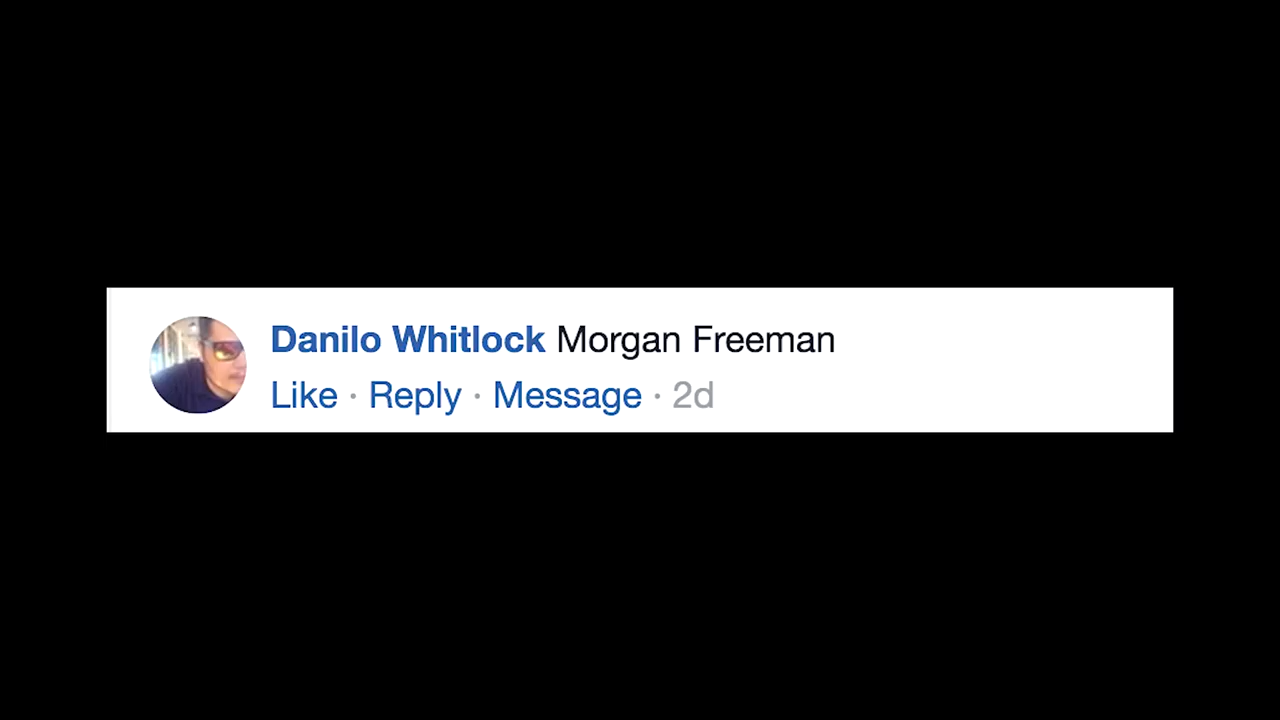 Danilo Whitlock Morgan Freeman
Like · Reply · Message · 2d